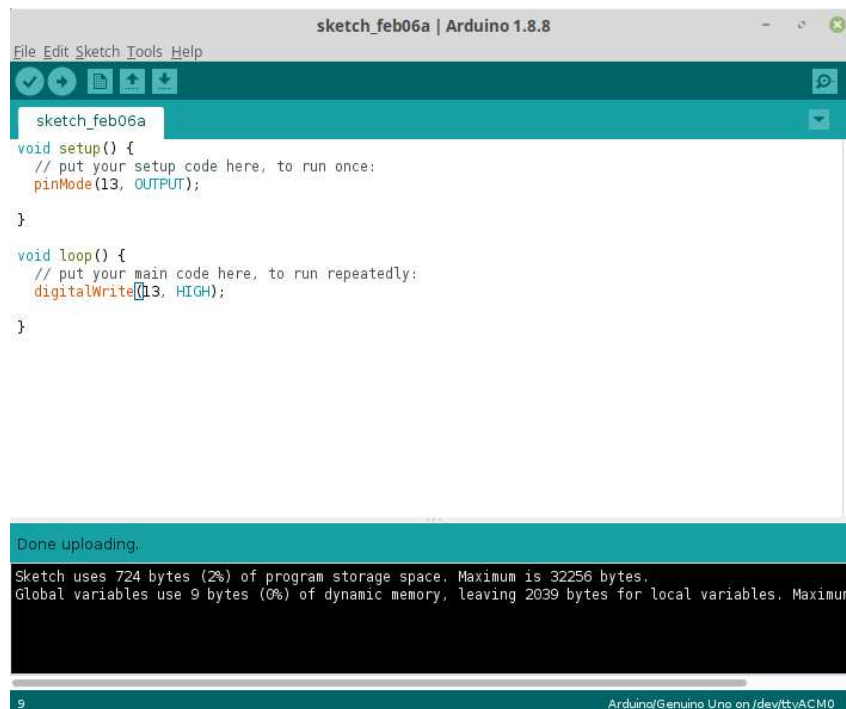 sketch_feb06a | Arduino 1.8.8
File Edit Sketch Tools Help
sketch_feb06a
void setup() {
  // put your setup code here, to run once:
  pinMode(13, OUTPUT);
}
void loop() {
  // put your main code here, to run repeatedly:
  digitalWrite(13, HIGH);
}
Done uploading.
Sketch uses 724 bytes (2%) of program storage space. Maximum is 32256 bytes.
Global variables use 9 bytes (0%) of dynamic memory, leaving 2039 bytes for local variables. Maximu
9 Arduino/Genuino Uno on /dev/ttyACM0